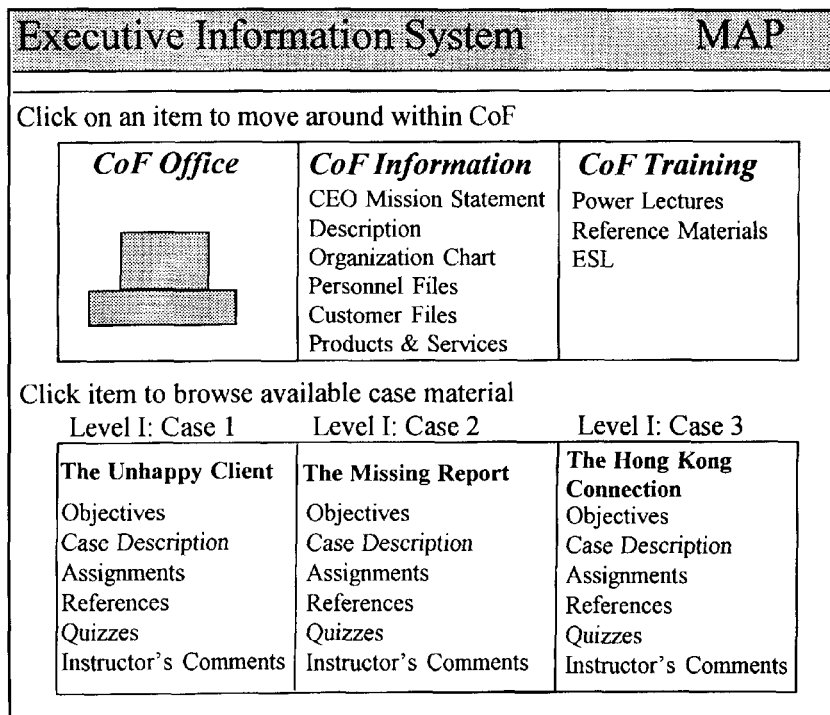 Executive Information System MAP
Click on an item to move around within CoF
CoF Office
CoF Information
CEO Mission Statement
Description
Organization Chart
Personnel Files
Customer Files
Products & Services
CoF Training
Power Lectures
Reference Materials
ESL
Click item to browse available case material
Level I: Case 1
The Unhappy Client
Objectives
Case Description
Assignments
References
Quizzes
Instructor's Comments
Level I: Case 2
The Missing Report
Objectives
Case Description
Assignments
References
Quizzes
Instructor's Comments
Level I: Case 3
The Hong Kong
Connection
Objectives
Case Description
Assignments
References
Quizzes
Instructor's Comments